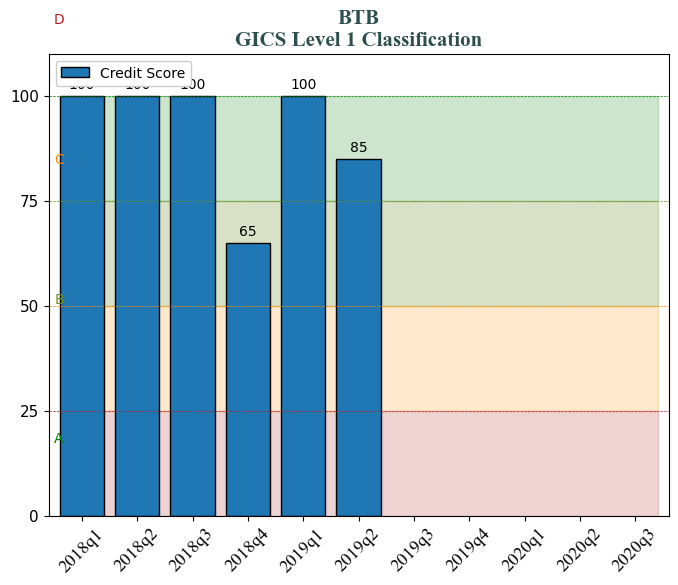 D
BTB
GICS Level 1 Classification
Credit Score
100
100
100
100
100
C
85
75
65
B
50
25
A
0
2018q1
2018q2
2018q3
2018q4
2019q1
2019q2
2019q3
2019q4
2020q1
2020q2
2020q3